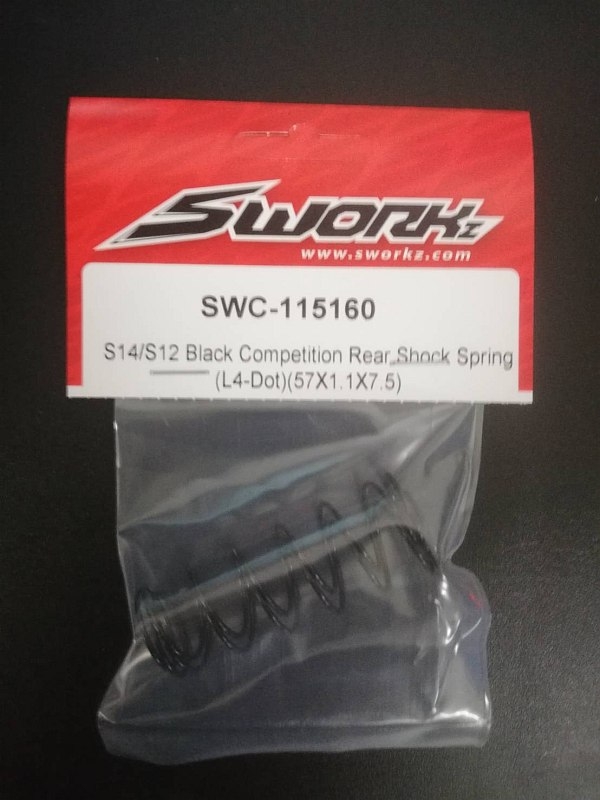 SWORKz
www.sworkz.com
SWC-115160
S14/S12 Black Competition Rear Shock Spring
(L4-Dot)(57X1.1X7.5)